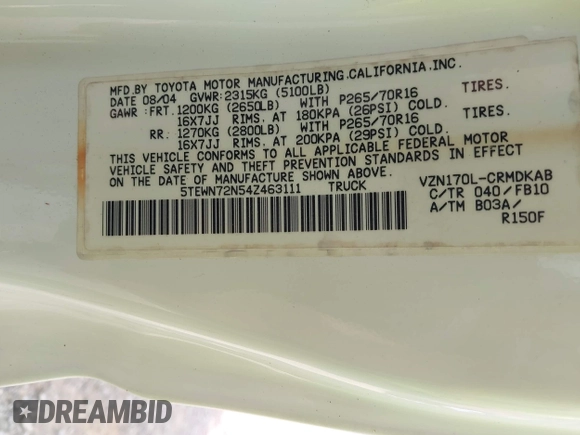 MFD.BY TOYOTA MOTOR MANUFACTURING,CALIFORNIA,INC.
DATE 08/04 GVWR:2315KG (5100LB)
GAWR :FRT.1200KG (2650LB) WITH P265/70R16 TIRES.
16X7JJ RIMS. AT 180KPA (26PSI) COLD.
RR: 1270KG (2800LB) WITH P265/70R16 TIRES.
16X7JJ RIMS. AT 200KPA (29PSI) COLD.
THIS VEHICLE CONFORMS TO ALL APPLICABLE FEDERAL MOTOR
VEHICLE SAFETY AND THEFT PREVENTION STANDARDS IN EFFECT
ON THE DATE OF MANUFACTURE SHOWN ABOVE.
5TEWN72N54Z463111 TRUCK
VZN170L-CRMDKAB
C/TR 040/FB10
A/TM B03A/
R150F
DREAMBID